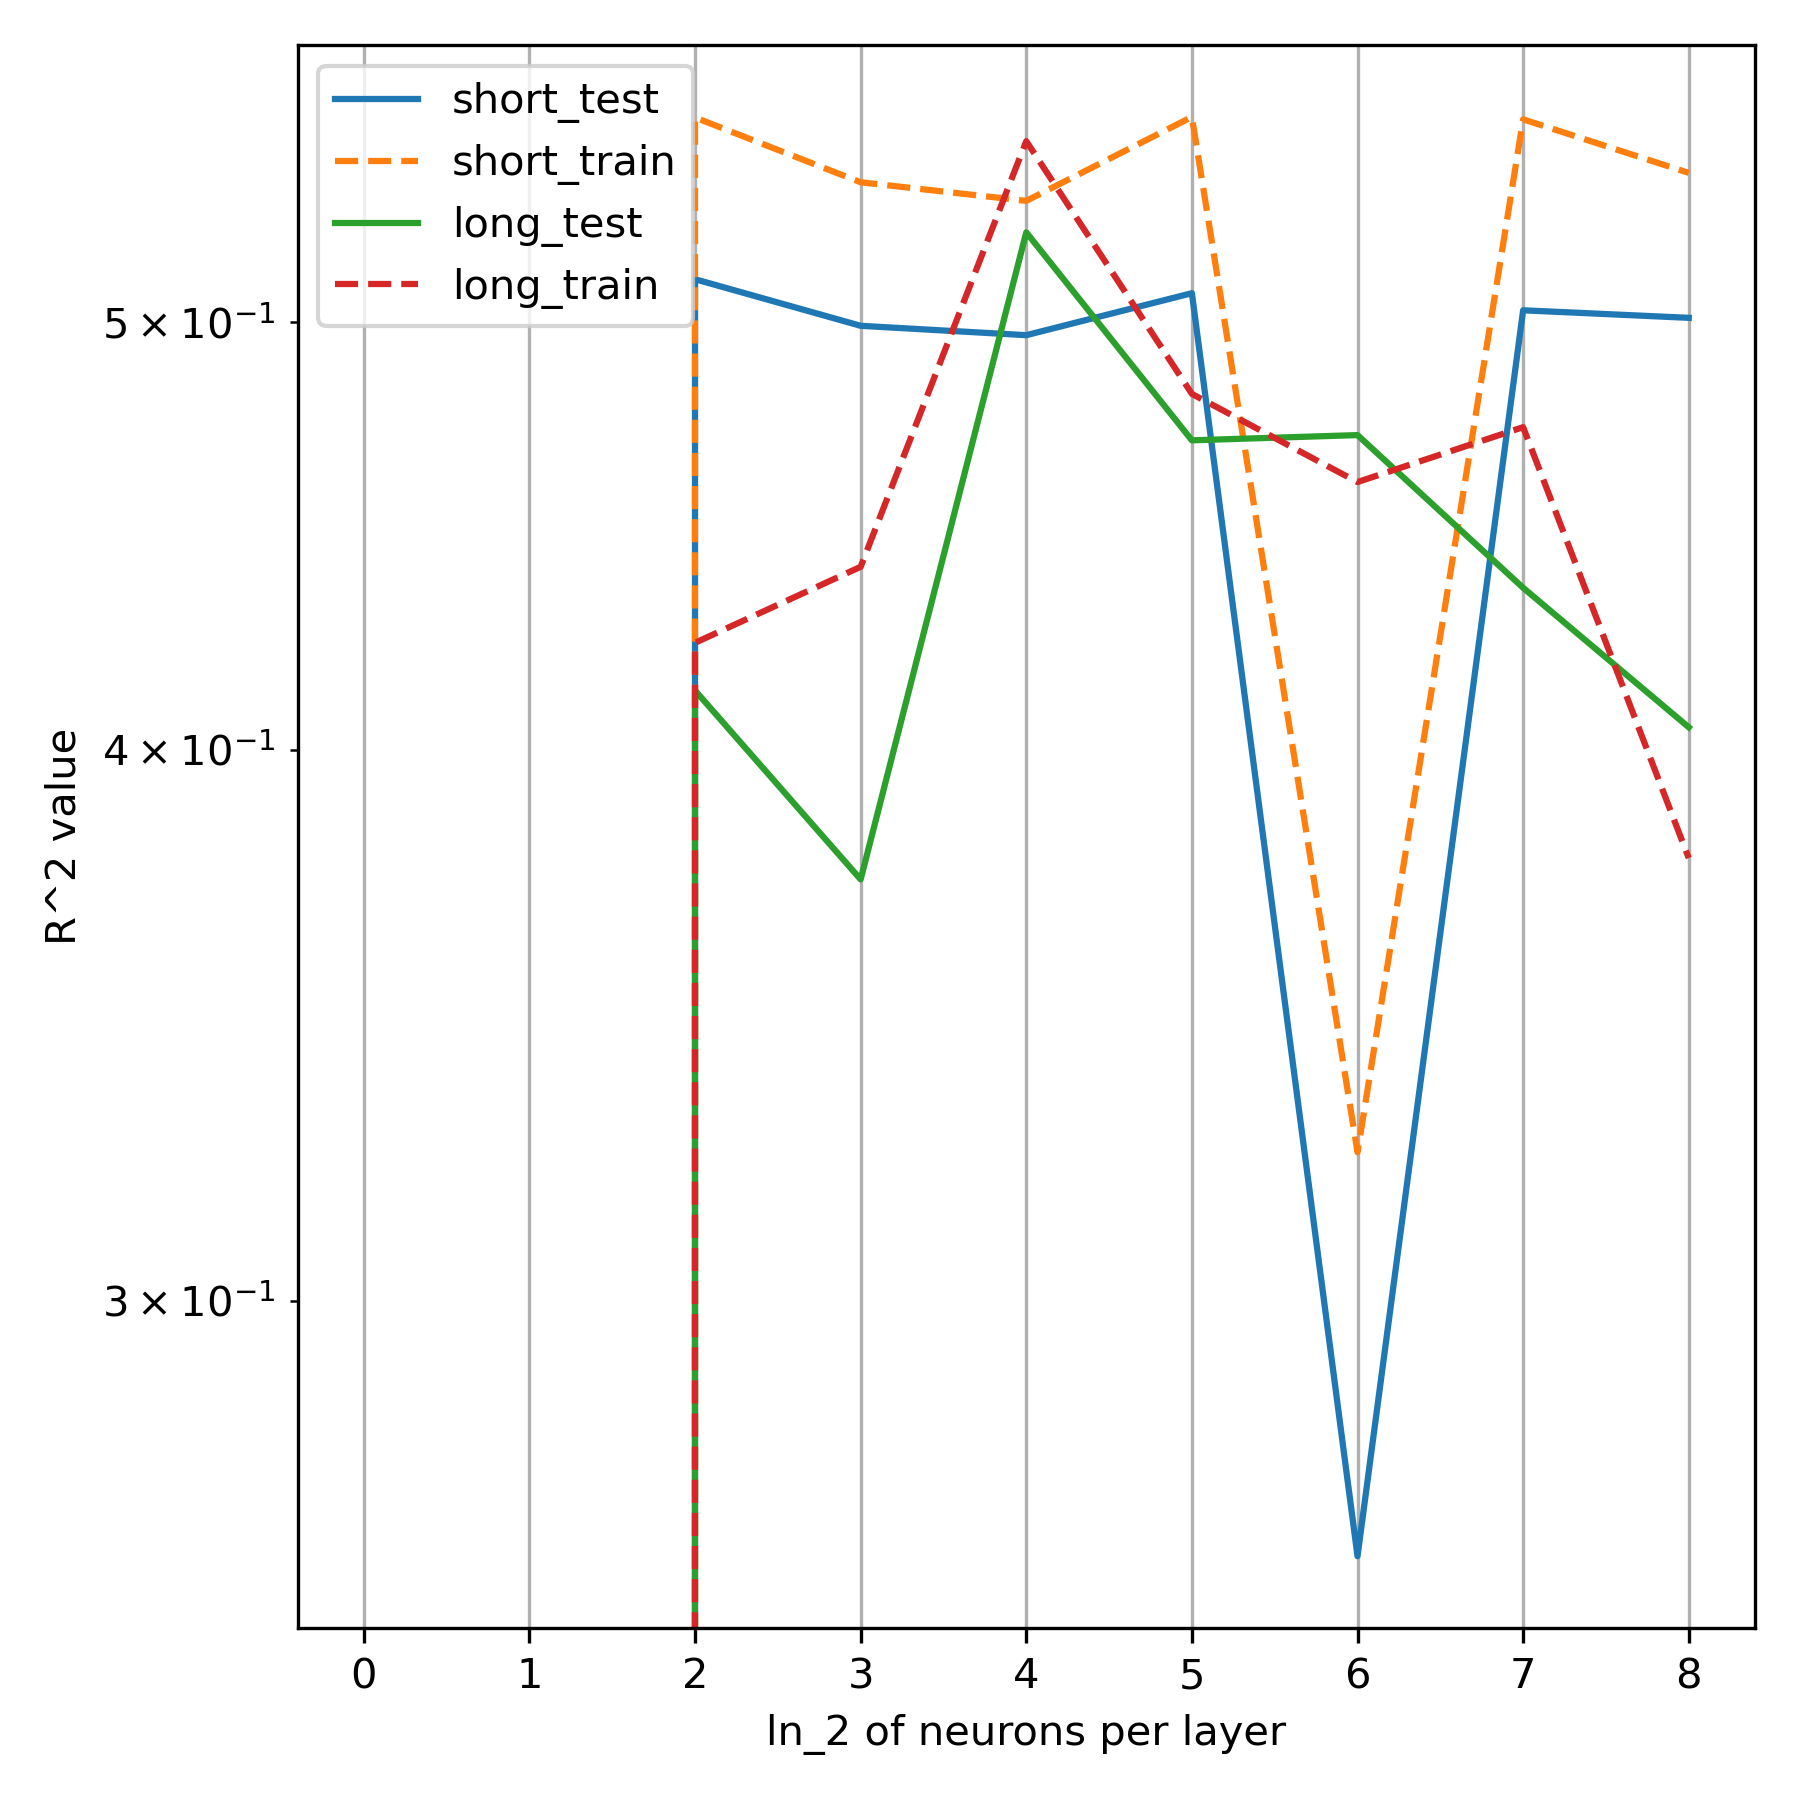 short_test
short_train
long_test
long_train
5 × 10⁻¹
4 × 10⁻¹
3 × 10⁻¹
R^2 value
0 1 2 3 4 5 6 7 8
ln_2 of neurons per layer